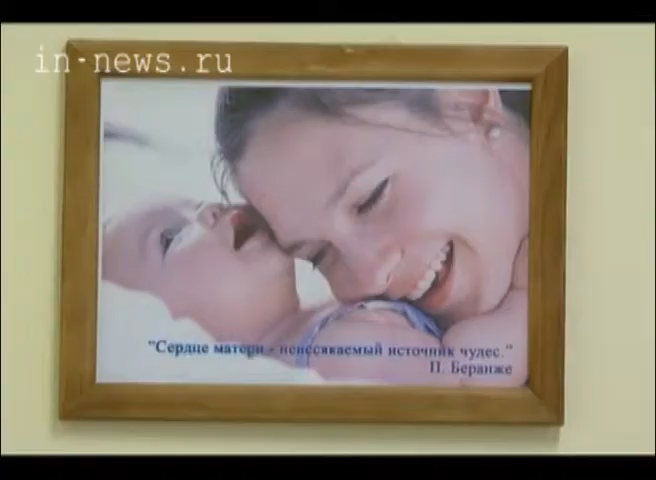 in-news.ru
"Сердце матери - неиссякаемый источник чудес."
П. Беранже